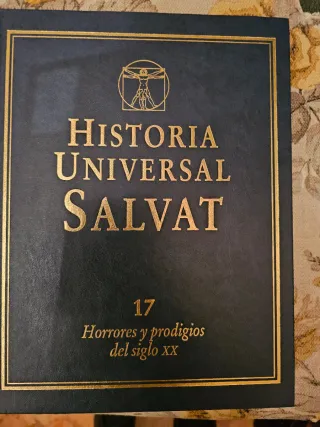 HISTORIA
UNIVERSAL
SALVAT
17
Horrores y prodigios
del siglo XX